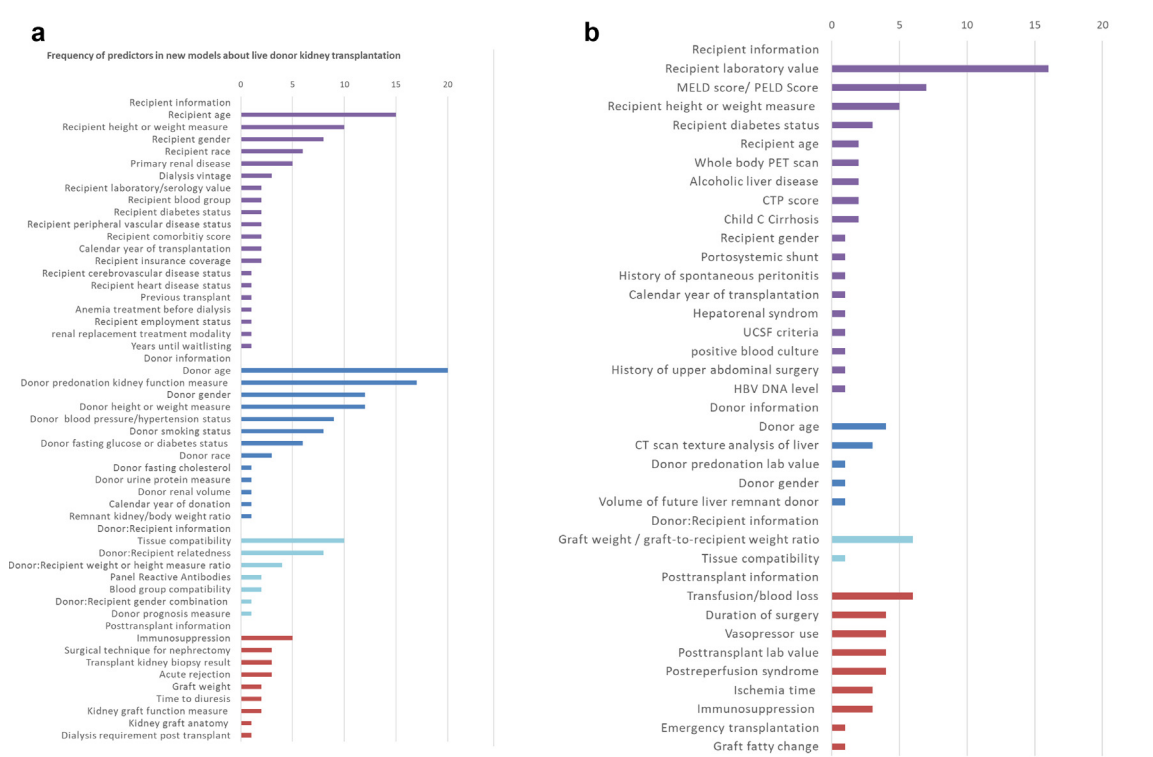 a
Frequency of predictors in new models about live donor kidney transplantation
0 5 10 15 20
Recipient information
Recipient age
Recipient height or weight measure
Recipient gender
Recipient race
Primary renal disease
Dialysis vintage
Recipient laboratory/serology value
Recipient blood group
Recipient diabetes status
Recipient peripheral vascular disease status
Recipient comorbitiy score
Calendar year of transplantation
Recipient insurance coverage
Recipient cerebrovascular disease status
Recipient heart disease status
Previous transplant
Anemia treatment before dialysis
Recipient employment status
renal replacement treatment modality
Years until waitlisting
Donor information
Donor age
Donor predonation kidney function measure
Donor gender
Donor height or weight measure
Donor blood pressure/hypertension status
Donor smoking status
Donor fasting glucose or diabetes status
Donor race
Donor fasting cholesterol
Donor urine protein measure
Donor renal volume
Calendar year of donation
Remnant kidney/body weight ratio
Donor:Recipient information
Tissue compatibility
Donor:Recipient relatedness
Donor:Recipient weight or height measure ratio
Panel Reactive Antibodies
Blood group compatibility
Donor:Recipient gender combination
Donor prognosis measure
Posttransplant information
Immunosuppression
Surgical technique for nephrectomy
Transplant kidney biopsy result
Acute rejection
Graft weight
Time to diuresis
Kidney graft function measure
Kidney graft anatomy
Dialysis requirement post transplant
b
0 5 10 15 20
Recipient information
Recipient laboratory value
MELD score/ PELD Score
Recipient height or weight measure
Recipient diabetes status
Recipient age
Whole body PET scan
Alcoholic liver disease
CTP score
Child C Cirrhosis
Recipient gender
Portosystemic shunt
History of spontaneous peritonitis
Calendar year of transplantation
Hepatorenal syndrom
UCSF criteria
positive blood culture
History of upper abdominal surgery
HBV DNA level
Donor information
Donor age
CT scan texture analysis of liver
Donor predonation lab value
Donor gender
Volume of future liver remnant donor
Donor:Recipient information
Graft weight / graft-to-recipient weight ratio
Tissue compatibility
Posttransplant information
Transfusion/blood loss
Duration of surgery
Vasopressor use
Posttransplant lab value
Postreperfusion syndrome
Ischemia time
Immunosuppression
Emergency transplantation
Graft fatty change